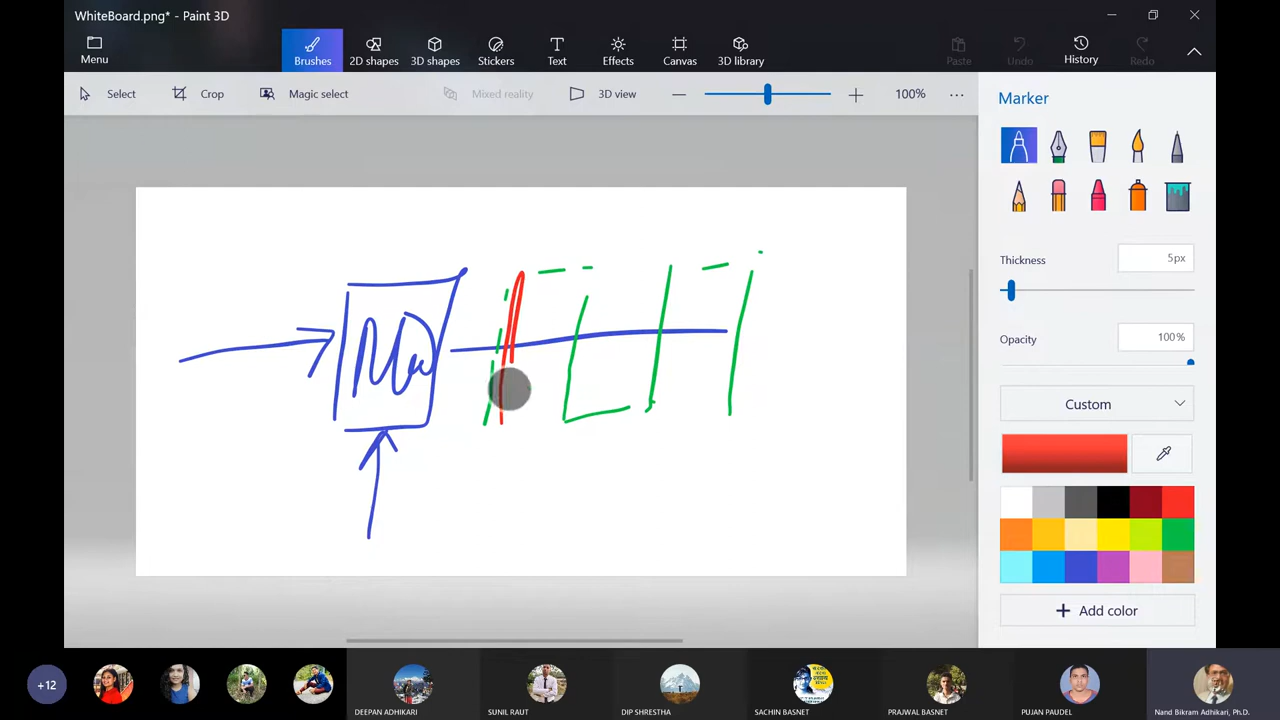 WhiteBoard.png* - Paint 3D
Menu
Brushes
2D shapes
3D shapes
Stickers
Text
Effects
Canvas
3D library
Paste
Undo
History
Redo
Select
Crop
Magic select
Mixed reality
3D view
100%
Marker
Thickness
5px
Opacity
100%
Custom
Add color
+12
DEEPAN ADHIKARI
SUNIL RAUT
DIP SHRESTHA
SACHIN BASNET
PRAJWAL BASNET
PUJAN PAUDEL
Nand Bikram Adhikari, Ph.D.